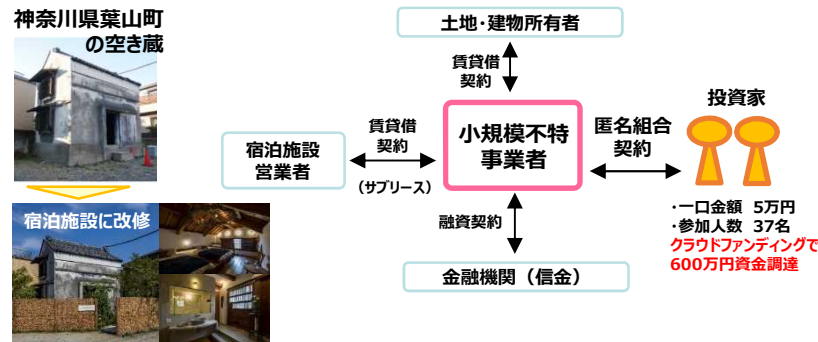 神奈川県葉山町
の空き蔵
宿泊施設に改修
土地・建物所有者
賃貸借
契約
宿泊施設
営業者
賃貸借
契約
（サブリース）
小規模不特
事業者
匿名組合
契約
投資家
・一口金額 5万円
・参加人数 37名
クラウドファンディングで
600万円資金調達
融資契約
金融機関（信金）